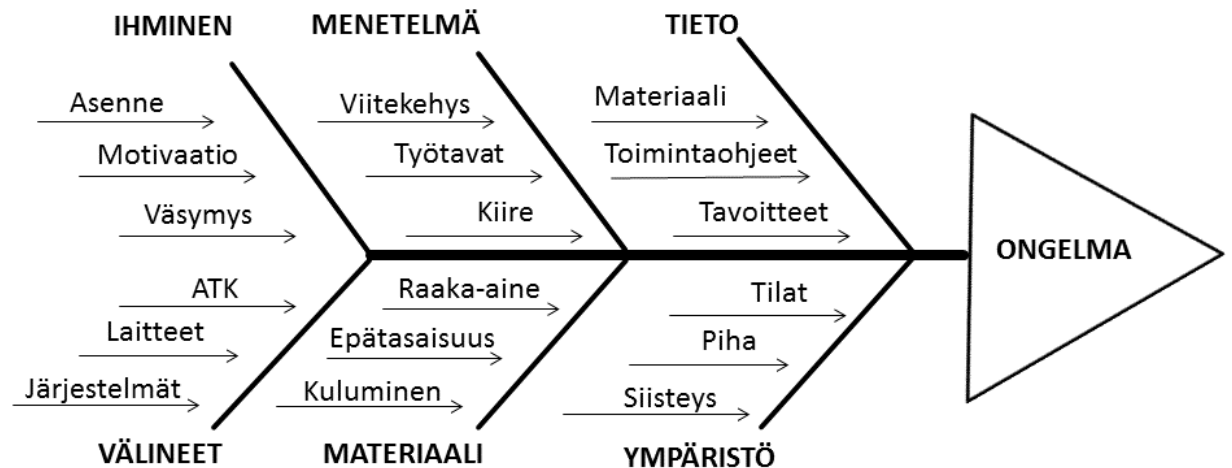 IHMINEN
MENETELMÄ
TIETO
Asenne
Motivaatio
Väsymys
Viitekehys
Työtavat
Kiire
Materiaali
Toimintaohjeet
Tavoitteet
ONGELMA
ATK
Laitteet
Järjestelmät
Raaka-aine
Epätasaisuus
Kuluminen
Tilat
Piha
Siisteys
VÄLINEET
MATERIAALI
YMPÄRISTÖ